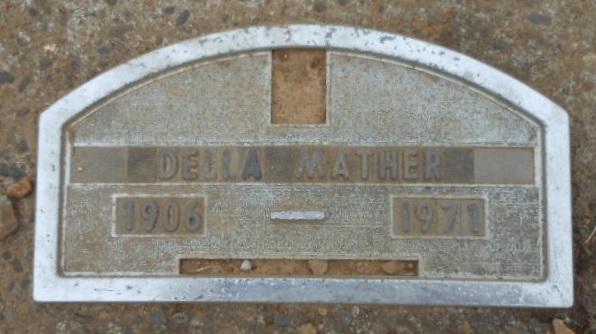 DELLA MATHER
1906 — 1971